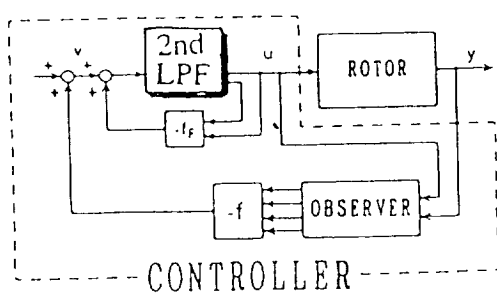 + v +
+ +
2nd
LPF
u
ROTOR
y
-f_F
-f
OBSERVER
CONTROLLER